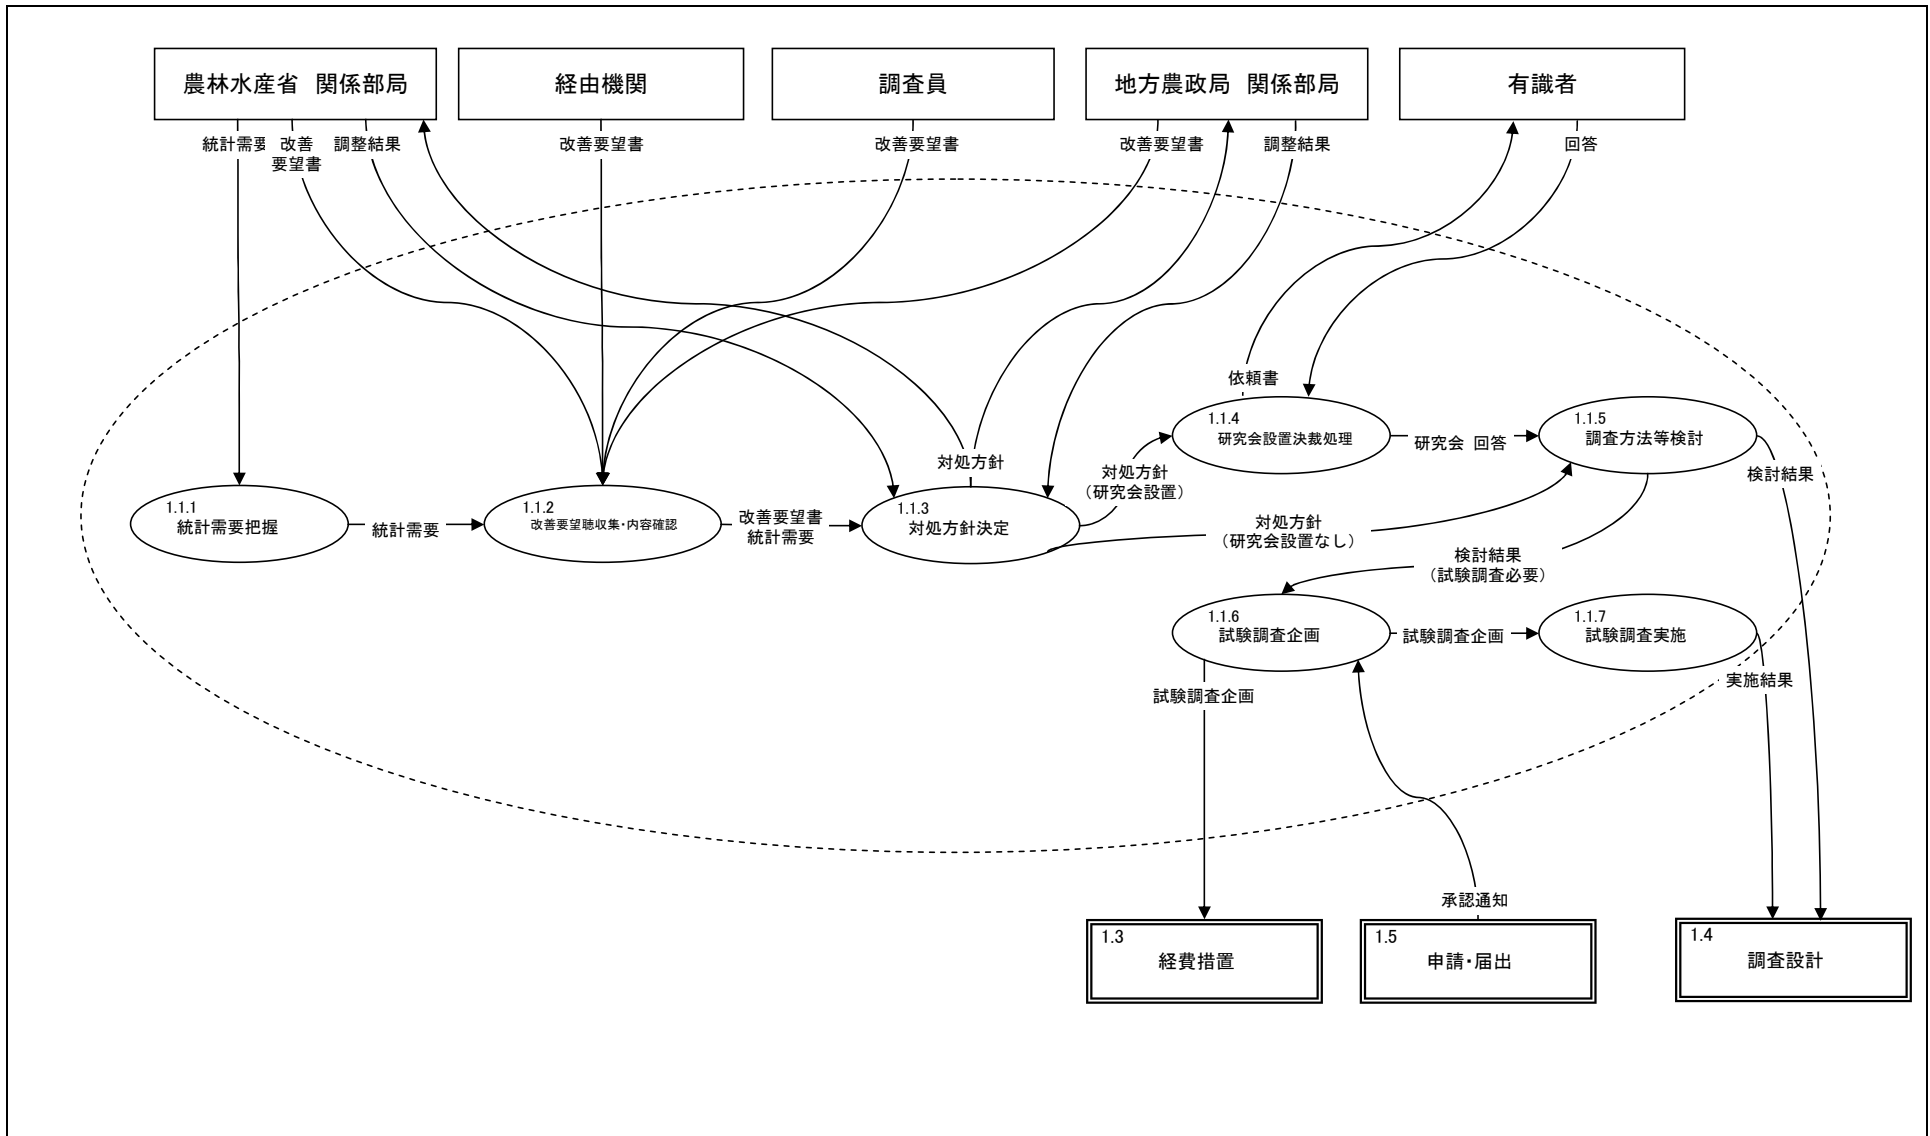 農林水産省　関係部局
経由機関
調査員
地方農政局　関係部局
有識者
統計需要
改善
要望書
調整結果
改善要望書
改善要望書
改善要望書
調整結果
回答
依頼書
1.1.4
研究会設置決裁処理
研究会 回答
1.1.5
調査方法等検討
検討結果
対処方針
対処方針
（研究会設置）
1.1.1
統計需要把握
統計需要
1.1.2
改善要望聴収集・内容確認
改善要望書
統計需要
1.1.3
対処方針決定
対処方針
（研究会設置なし）
検討結果
（試験調査必要）
1.1.6
試験調査企画
試験調査企画
1.1.7
試験調査実施
実施結果
試験調査企画
承認通知
1.3
経費措置
1.5
申請・届出
1.4
調査設計